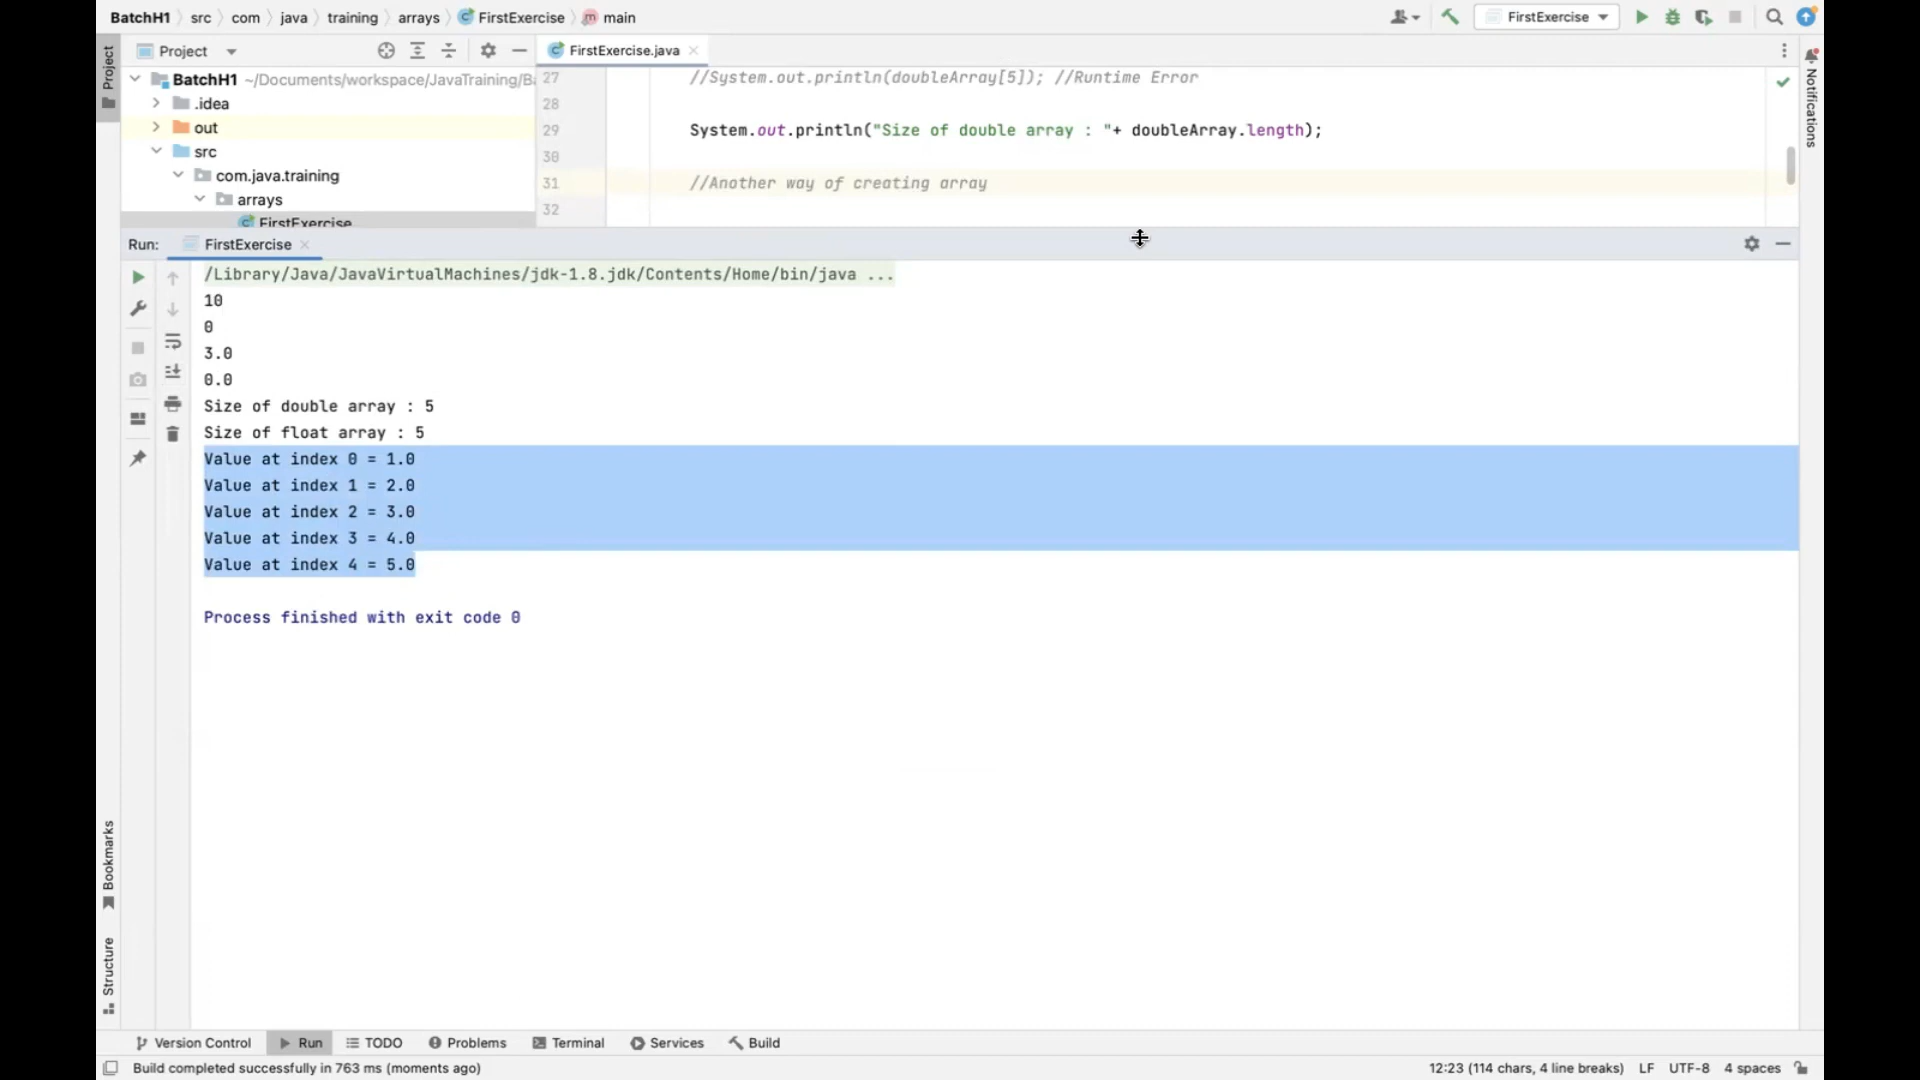 BatchH1 src com java training arrays FirstExercise main FirstExercise
Project
Project FirstExercise.java
BatchH1 ~/Documents/workspace/JavaTraining/Ba
.idea
out
src
com.java.training
arrays
FirstExercise
27 //System.out.println(doubleArray[5]); //Runtime Error
28
29 System.out.println("Size of double array : "+ doubleArray.length);
30
31 //Another way of creating array
32
Notifications
Run: FirstExercise
/Library/Java/JavaVirtualMachines/jdk-1.8.jdk/Contents/Home/bin/java ...
10
0
3.0
0.0
Size of double array : 5
Size of float array : 5
Value at index 0 = 1.0
Value at index 1 = 2.0
Value at index 2 = 3.0
Value at index 3 = 4.0
Value at index 4 = 5.0
Process finished with exit code 0
Bookmarks
Structure
Version Control Run TODO Problems Terminal Services Build
Build completed successfully in 763 ms (moments ago) 12:23 (114 chars, 4 line breaks) LF UTF-8 4 spaces